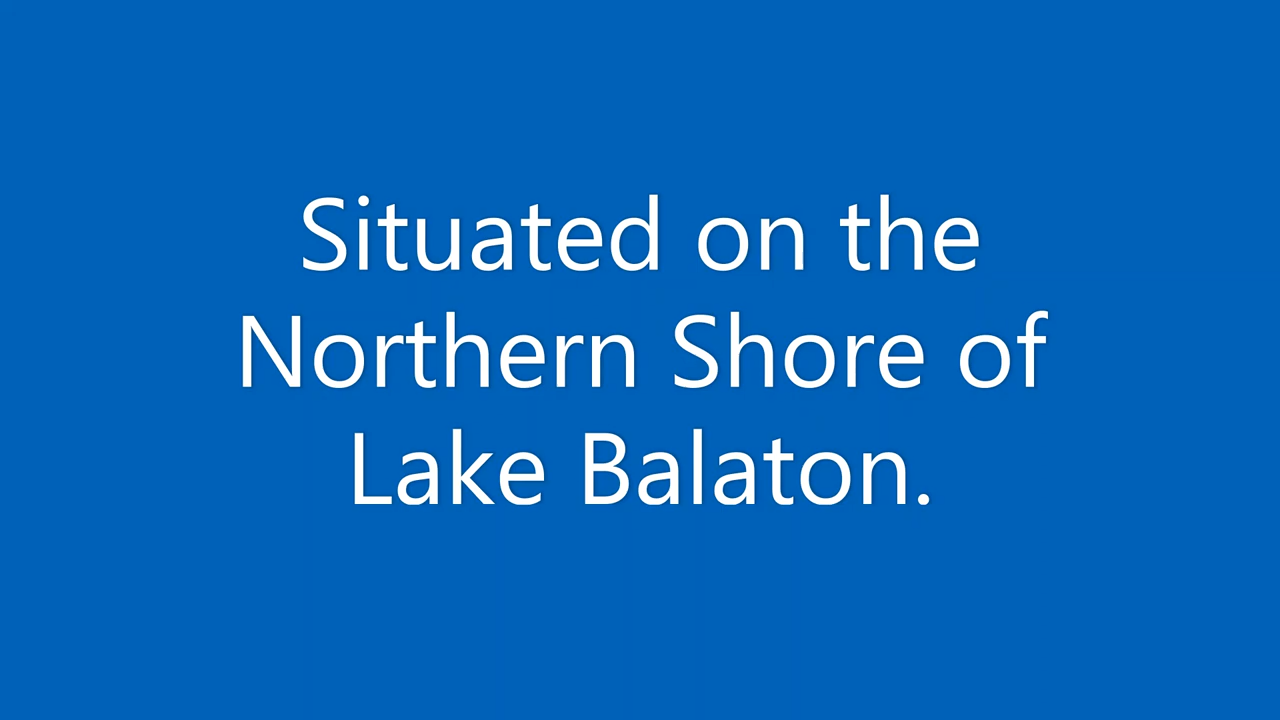 Situated on the
Northern Shore of
Lake Balaton.